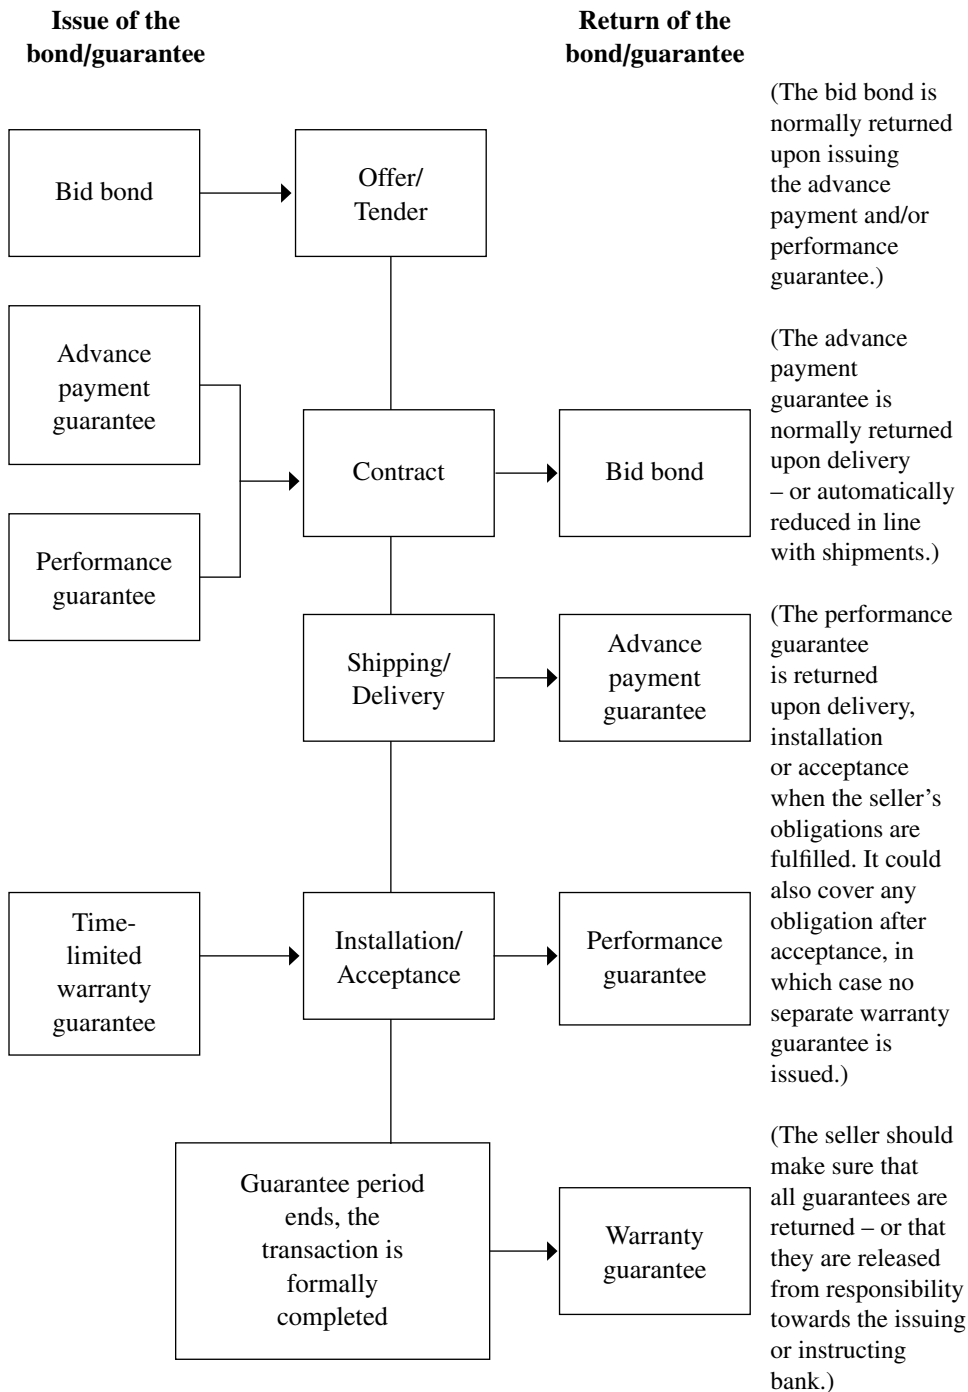 Issue of the
bond/guarantee
Return of the
bond/guarantee
(The bid bond is
normally returned
upon issuing
the advance
payment and/or
performance
guarantee.)
Bid bond
Offer/
Tender
Advance
payment
guarantee
(The advance
payment
guarantee is
normally returned
upon delivery
– or automatically
reduced in line
with shipments.)
Contract
Bid bond
Performance
guarantee
(The performance
guarantee
is returned
upon delivery,
installation
or acceptance
when the seller’s
obligations are
fulfilled. It could
also cover any
obligation after
acceptance, in
which case no
separate warranty
guarantee is
issued.)
Shipping/
Delivery
Advance
payment
guarantee
Time-
limited
warranty
guarantee
Installation/
Acceptance
Performance
guarantee
Guarantee period
ends, the
transaction is
formally
completed
Warranty
guarantee
(The seller should
make sure that
all guarantees are
returned – or that
they are released
from responsibility
towards the issuing
or instructing
bank.)